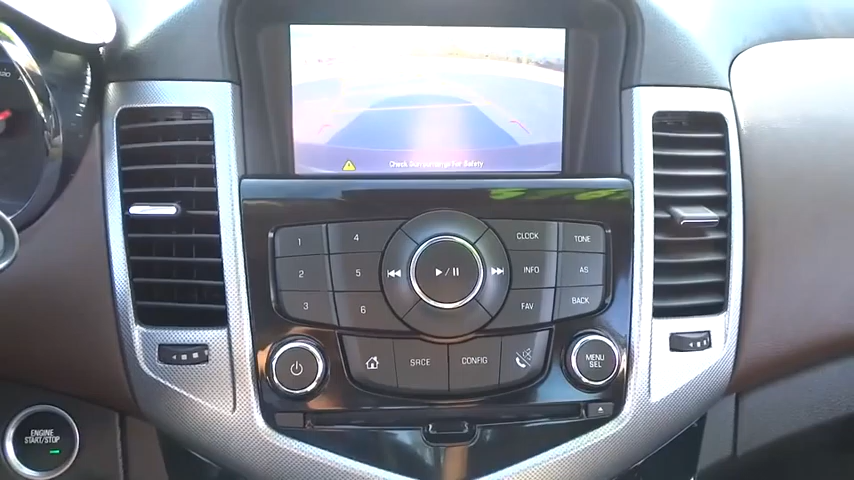 Check Surroundings For Safety
1 4 CLOCK TONE
2 5 INFO AS
3 6 FAV BACK
SRCE CONFIG
MENU
SEL
ENGINE
START/STOP